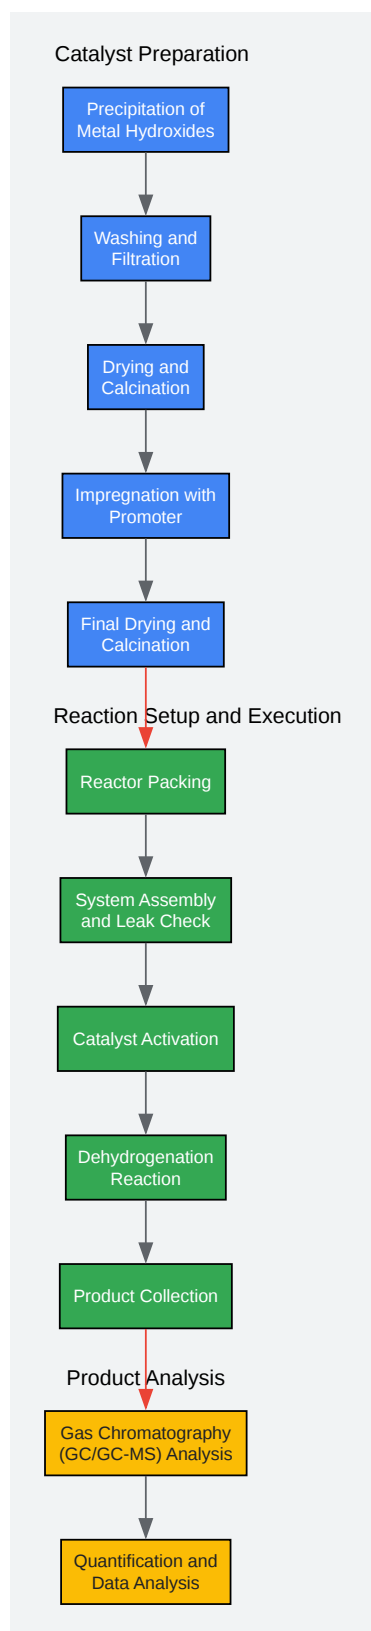 Catalyst Preparation
Precipitation of
Metal Hydroxides
Washing and
Filtration
Drying and
Calcination
Impregnation with
Promoter
Final Drying and
Calcination
Reaction Setup and Execution
Reactor Packing
System Assembly
and Leak Check
Catalyst Activation
Dehydrogenation
Reaction
Product Collection
Product Analysis
Gas Chromatography
(GC/GC-MS) Analysis
Quantification and
Data Analysis